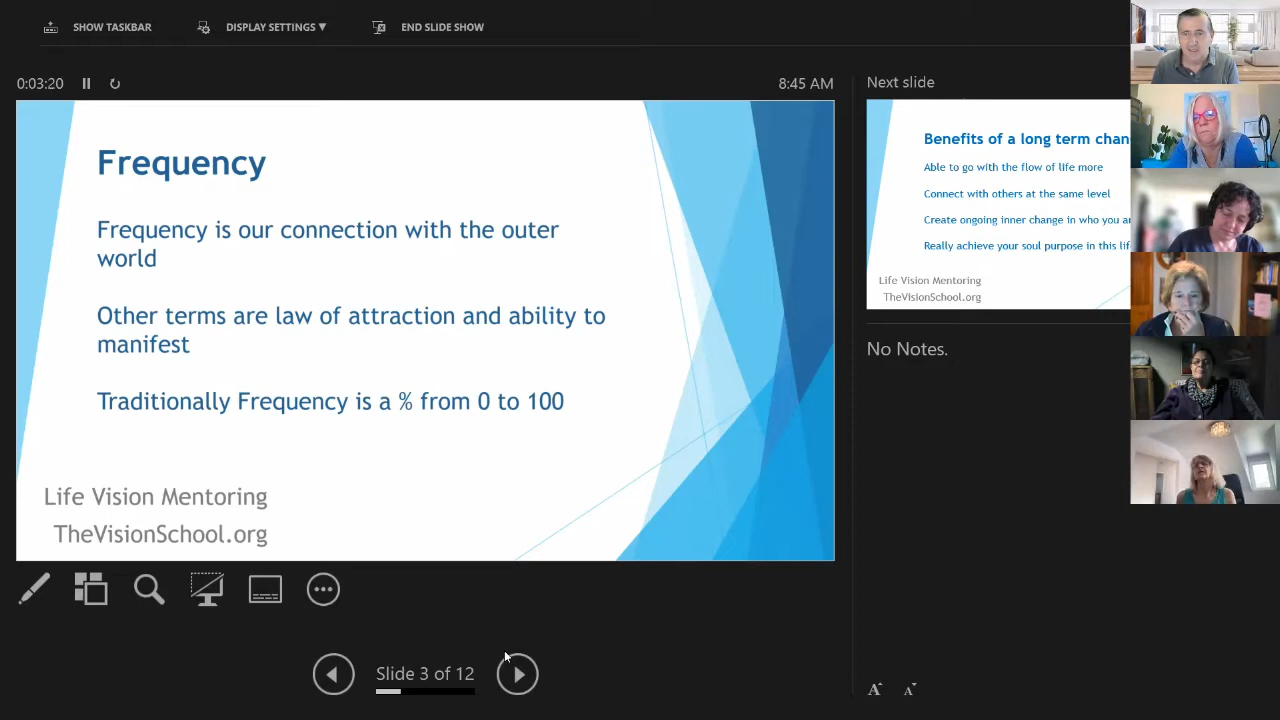 SHOW TASKBAR
DISPLAY SETTINGS ▼
END SLIDE SHOW
0:03:20
8:45 AM
Frequency
Frequency is our connection with the outer
world
Other terms are law of attraction and ability to
manifest
Traditionally Frequency is a % from 0 to 100
Life Vision Mentoring
TheVisionSchool.org
Slide 3 of 12
Next slide
Benefits of a long term
Able to go with the flow of life more
Connect with others at the same level
Create ongoing inner change in who you
Really achieve your soul purpose in this
Life Vision Mentoring
TheVisionSchool.org
No Notes.
A A